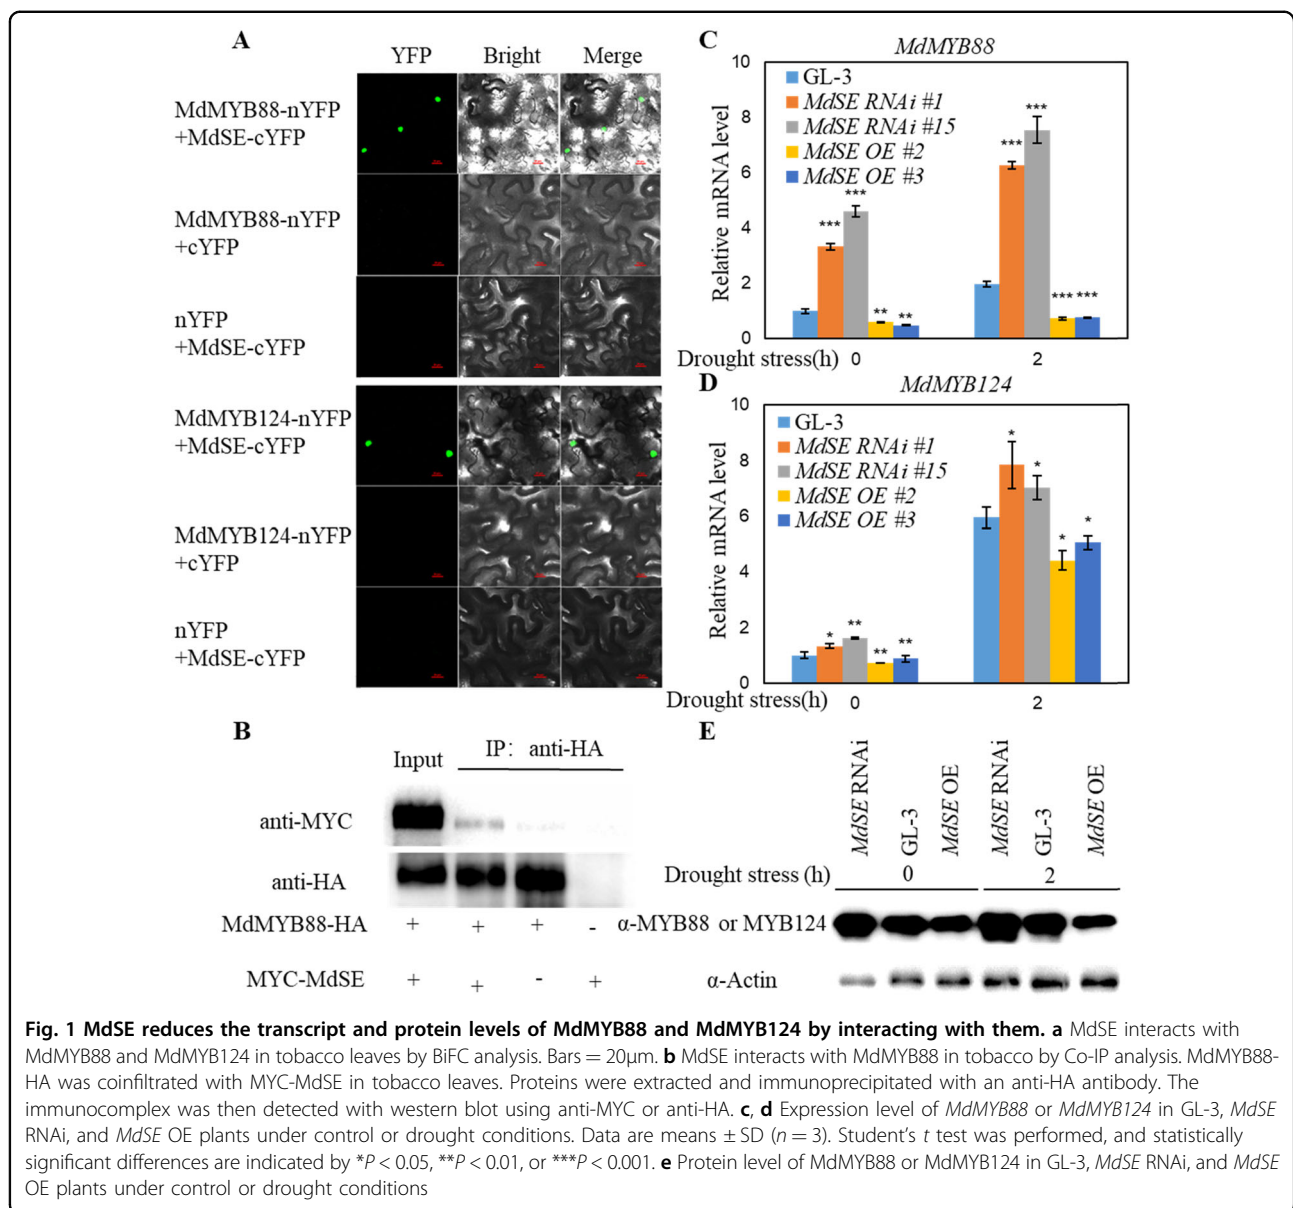 A
YFP Bright Merge
MdMYB88-nYFP
+MdSE-cYFP
MdMYB88-nYFP
+cYFP
nYFP
+MdSE-cYFP
MdMYB124-nYFP
+MdSE-cYFP
MdMYB124-nYFP
+cYFP
nYFP
+MdSE-cYFP
B
Input IP: anti-HA
anti-MYC
anti-HA
MdMYB88-HA + + + -
MYC-MdSE + + - +
C
MdMYB88
Relative mRNA level
10
8
6
4
2
0
GL-3
MdSE RNAi #1
MdSE RNAi #15
MdSE OE #2
MdSE OE #3
*** *** ** **
*** *** *** ***
Drought stress(h) 0 2
D
MdMYB124
Relative mRNA level
10
8
6
4
2
0
GL-3
MdSE RNAi #1
MdSE RNAi #15
MdSE OE #2
MdSE OE #3
* ** ** **
* * * *
Drought stress(h) 0 2
E
MdSE RNAi GL-3 MdSE OE MdSE RNAi GL-3 MdSE OE
Drought stress (h) 0 2
α-MYB88 or MYB124
α-Actin
Fig. 1 MdSE reduces the transcript and protein levels of MdMYB88 and MdMYB124 by interacting with them. a MdSE interacts with
MdMYB88 and MdMYB124 in tobacco leaves by BiFC analysis. Bars = 20μm. b MdSE interacts with MdMYB88 in tobacco by Co-IP analysis. MdMYB88-
HA was coinfiltrated with MYC-MdSE in tobacco leaves. Proteins were extracted and immunoprecipitated with an anti-HA antibody. The
immunocomplex was then detected with western blot using anti-MYC or anti-HA. c, d Expression level of MdMYB88 or MdMYB124 in GL-3, MdSE
RNAi, and MdSE OE plants under control or drought conditions. Data are means ± SD (n = 3). Student's t test was performed, and statistically
significant differences are indicated by *P < 0.05, **P < 0.01, or ***P < 0.001. e Protein level of MdMYB88 or MdMYB124 in GL-3, MdSE RNAi, and MdSE
OE plants under control or drought conditions